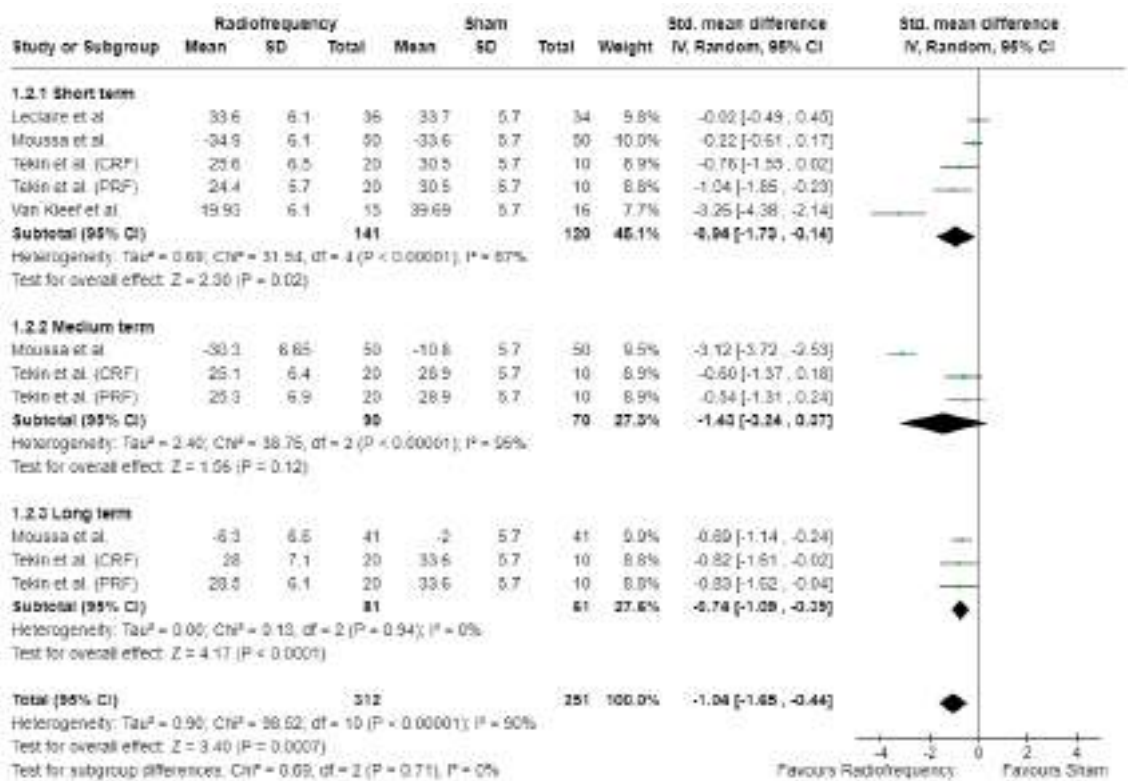 Radiofrequency Sham Std. mean difference Std. mean difference
Study or Subgroup Mean SD Total Mean SD Total Weight IV, Random, 95% CI IV, Random, 95% CI
1.2.1 Short term
Leclaire et al. 33.6 6.1 36 33.7 5.7 34 9.8% -0.02 [-0.49 , 0.45]
Moussa et al. -34.9 6.1 50 -33.6 5.7 50 10.0% -0.22 [-0.61 , 0.17]
Tekin et al. (CRF) 25.6 6.5 20 30.5 5.7 10 8.9% -0.76 [-1.55 , 0.02]
Tekin et al. (PRF) 24.4 5.7 20 30.5 5.7 10 8.8% -1.04 [-1.85 , -0.23]
Van Kleef et al. 19.93 6.1 15 39.69 5.7 16 7.7% -3.26 [-4.38 , -2.14]
Subtotal (95% CI) 141 120 45.1% -0.94 [-1.73 , -0.14]
Heterogeneity: Tau² = 0.69; Chi² = 31.54, df = 4 (P < 0.00001); I² = 87%
Test for overall effect: Z = 2.30 (P = 0.02)
1.2.2 Medium term
Moussa et al. -30.3 6.65 50 -10.8 5.7 50 9.5% -3.12 [-3.72 , -2.53]
Tekin et al. (CRF) 25.1 6.4 20 28.9 5.7 10 8.9% -0.60 [-1.37 , 0.18]
Tekin et al. (PRF) 25.3 6.9 20 28.9 5.7 10 8.9% -0.54 [-1.31 , 0.24]
Subtotal (95% CI) 90 70 27.3% -1.43 [-3.24 , 0.37]
Heterogeneity: Tau² = 2.40; Chi² = 38.75, df = 2 (P < 0.00001); I² = 95%
Test for overall effect: Z = 1.56 (P = 0.12)
1.2.3 Long term
Moussa et al. -6.3 6.6 41 -2 5.7 41 9.9% -0.69 [-1.14 , -0.24]
Tekin et al. (CRF) 28 7.1 20 33.6 5.7 10 8.8% -0.82 [-1.61 , -0.02]
Tekin et al. (PRF) 28.5 6.1 20 33.6 5.7 10 8.8% -0.83 [-1.62 , -0.04]
Subtotal (95% CI) 81 61 27.6% -0.74 [-1.09 , -0.39]
Heterogeneity: Tau² = 0.00; Chi² = 0.13, df = 2 (P = 0.94); I² = 0%
Test for overall effect: Z = 4.17 (P < 0.0001)
Total (95% CI) 312 251 100.0% -1.04 [-1.65 , -0.44]
Heterogeneity: Tau² = 0.90; Chi² = 98.52, df = 10 (P < 0.00001); I² = 90%
Test for overall effect: Z = 3.40 (P = 0.0007)
Test for subgroup differences: Chi² = 0.69, df = 2 (P = 0.71), I² = 0%
-4 -2 0 2 4
Favours Radiofrequency Favours Sham